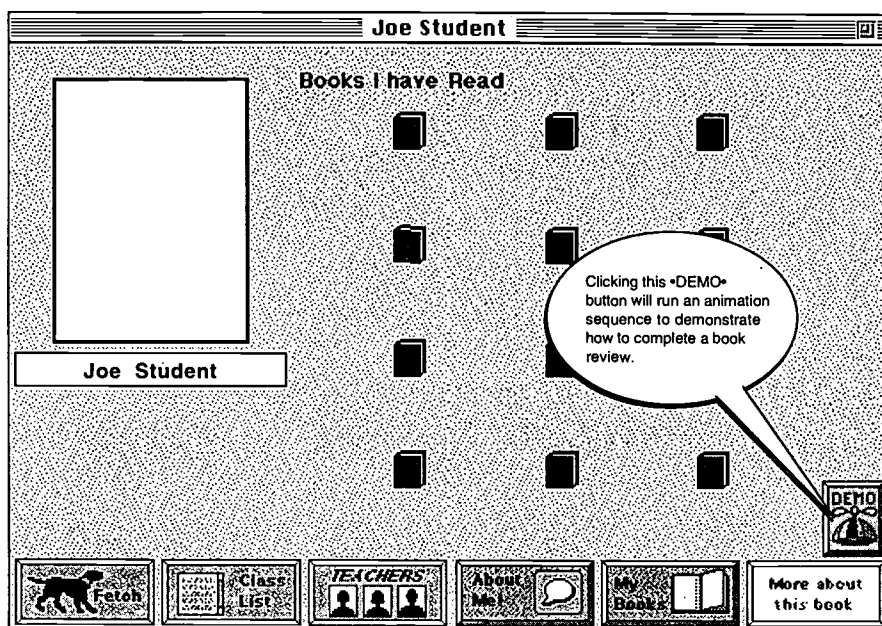 Joe Student
Books I have Read
Clicking this •DEMO•
button will run an animation
sequence to demonstrate
how to complete a book
review.
Joe Student
DEMO
Fetch
Class
List
TEACHERS
About
Me!
My
Books
More about
this book